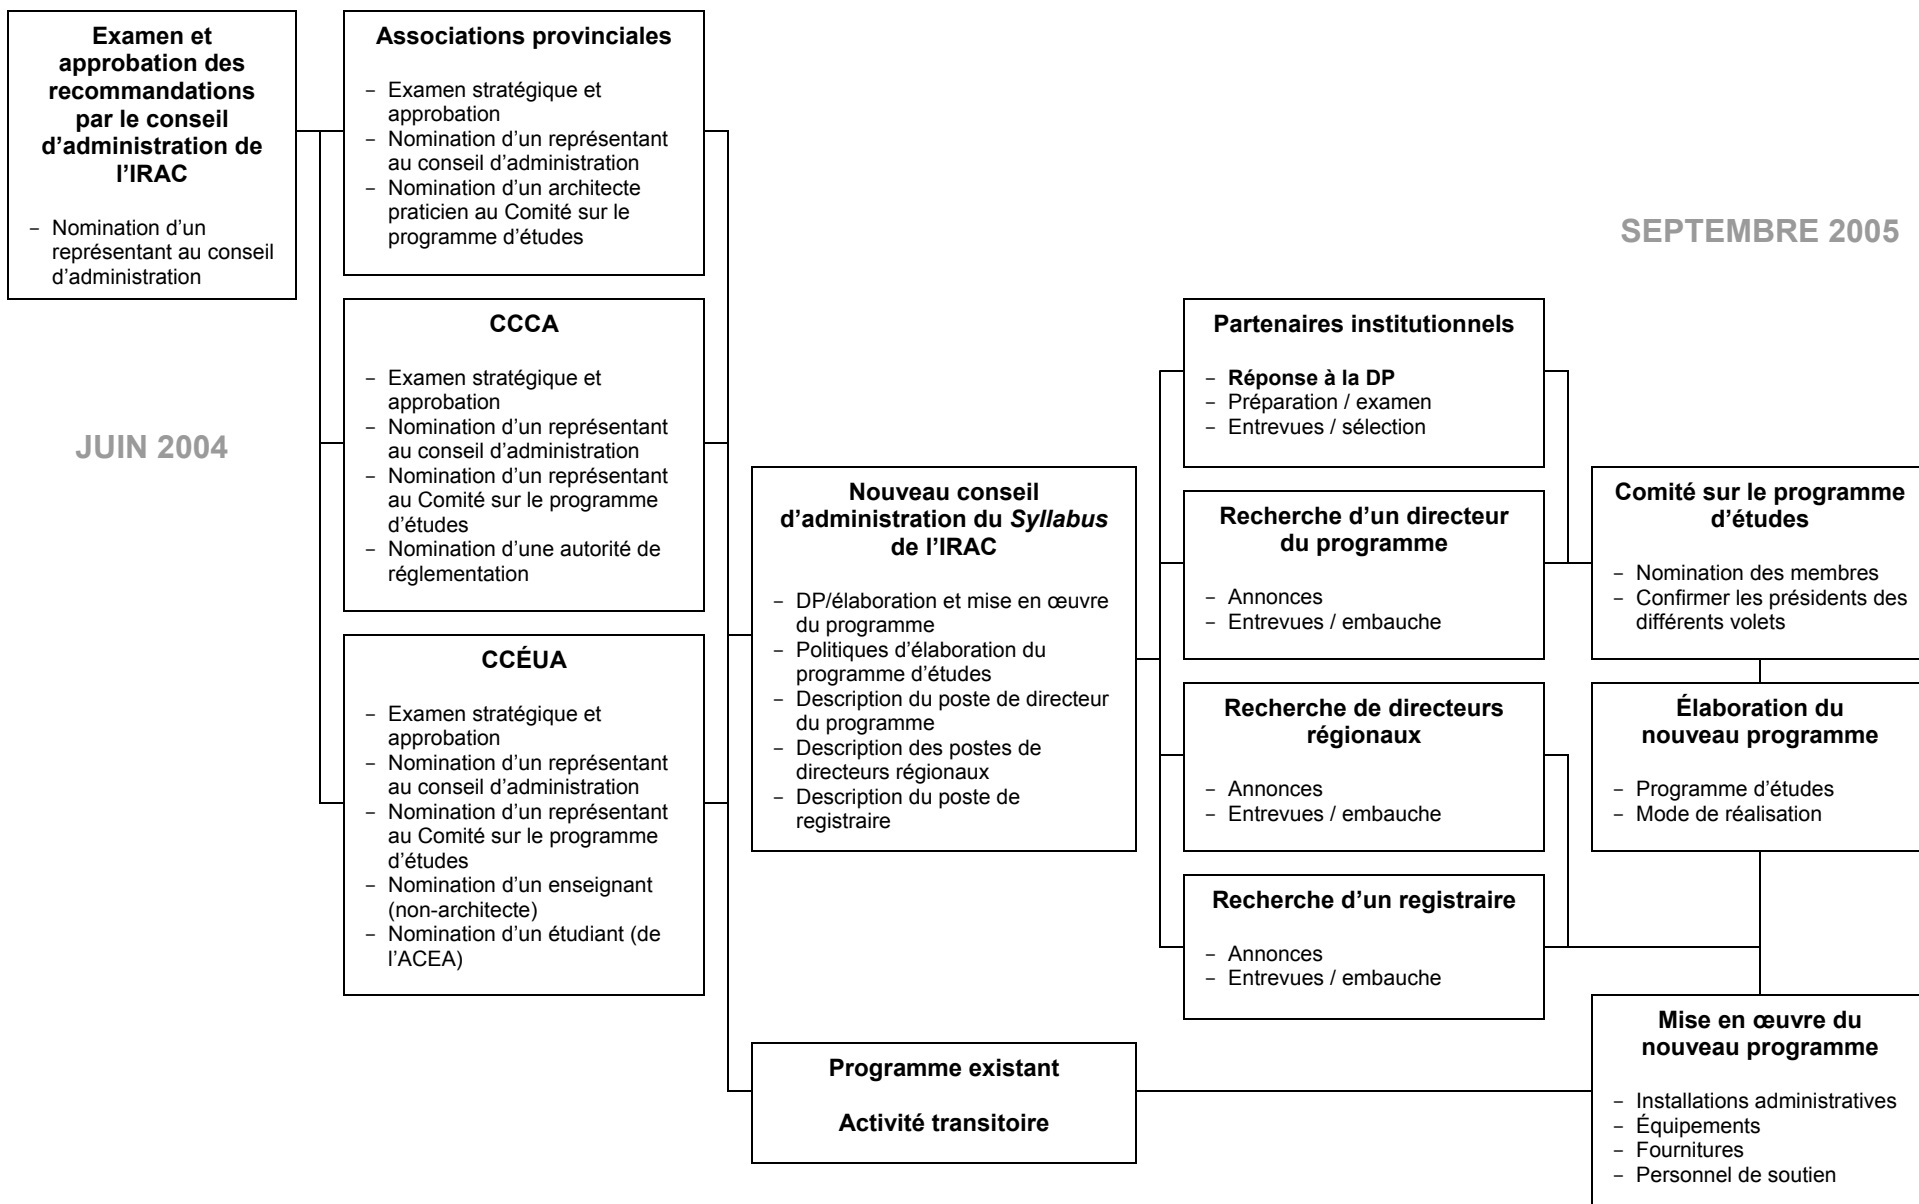 Examen et
approbation des
recommandations
par le conseil
d’administration de
l’IRAC
– Nomination d’un
représentant au conseil
d’administration
JUIN 2004
Associations provinciales
– Examen stratégique et
approbation
– Nomination d’un représentant
au conseil d’administration
– Nomination d’un architecte
praticien au Comité sur le
programme d’études
CCCA
– Examen stratégique et
approbation
– Nomination d’un représentant
au conseil d’administration
– Nomination d’un représentant
au Comité sur le programme
d’études
– Nomination d’une autorité de
réglementation
CCÉUA
– Examen stratégique et
approbation
– Nomination d’un représentant
au conseil d’administration
– Nomination d’un représentant
au Comité sur le programme
d’études
– Nomination d’un enseignant
(non-architecte)
– Nomination d’un étudiant (de
l’ACEA)
Nouveau conseil
d’administration du Syllabus
de l’IRAC
– DP/élaboration et mise en œuvre
du programme
– Politiques d’élaboration du
programme d’études
– Description du poste de directeur
du programme
– Description des postes de
directeurs régionaux
– Description du poste de
registraire
Programme existant
Activité transitoire
Partenaires institutionnels
– Réponse à la DP
– Préparation / examen
– Entrevues / sélection
Recherche d’un directeur
du programme
– Annonces
– Entrevues / embauche
Recherche de directeurs
régionaux
– Annonces
– Entrevues / embauche
Recherche d’un registraire
– Annonces
– Entrevues / embauche
SEPTEMBRE 2005
Comité sur le programme
d’études
– Nomination des membres
– Confirmer les présidents des
différents volets
Élaboration du
nouveau programme
– Programme d’études
– Mode de réalisation
Mise en œuvre du
nouveau programme
– Installations administratives
– Équipements
– Fournitures
– Personnel de soutien